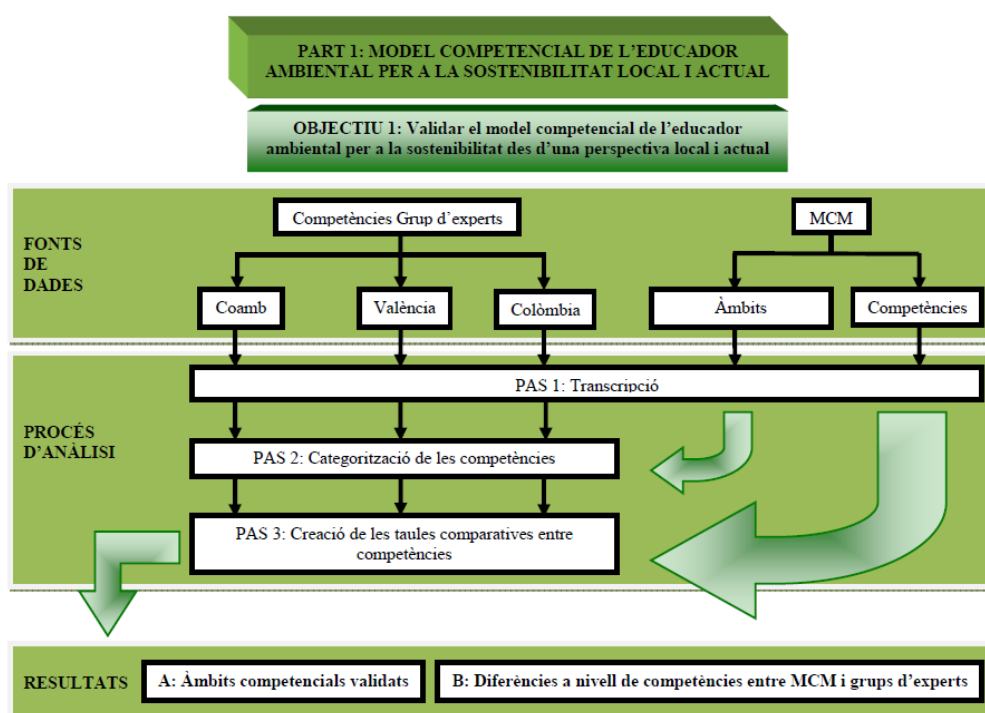 PART 1: MODEL COMPETENCIAL DE L’EDUCADOR
AMBIENTAL PER A LA SOSTENIBILITAT LOCAL I ACTUAL
OBJECTIU 1: Validar el model competencial de l’educador
ambiental per a la sostenibilitat des d’una perspectiva local i actual
FONTS
DE
DADES
Competències Grup d’experts
MCM
Coamb
València
Colòmbia
Àmbits
Competències
PROCÉS
D’ANÀLISI
PAS 1: Transcripció
PAS 2: Categorització de les competències
PAS 3: Creació de les taules comparatives entre
competències
RESULTATS
A: Àmbits competencials validats
B: Diferències a nivell de competències entre MCM i grups d’experts